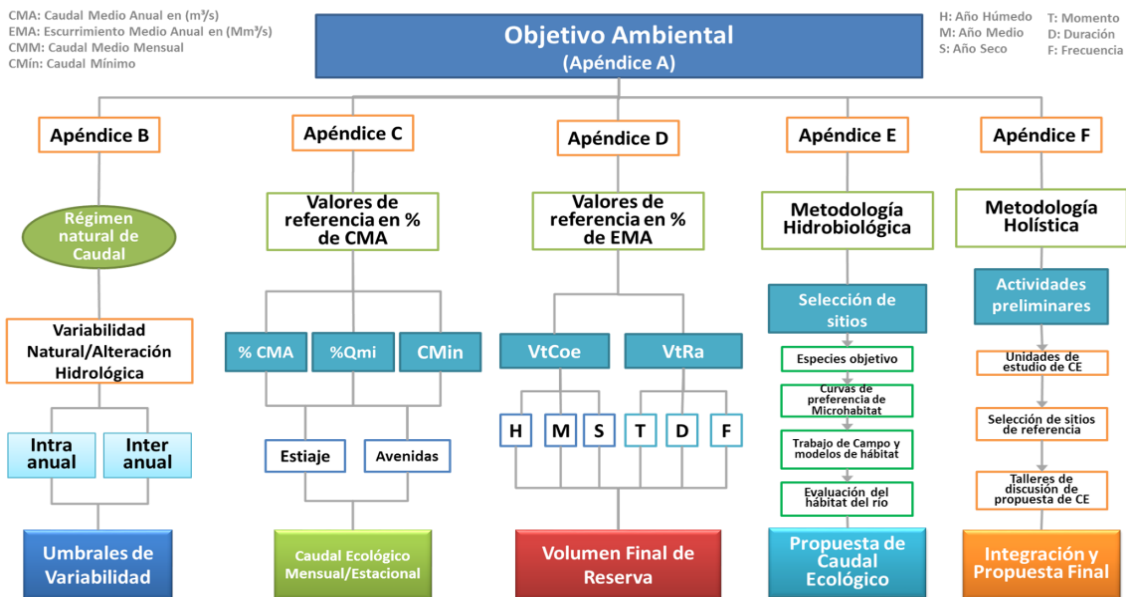 CMA: Caudal Medio Anual en (m³/s)
EMA: Escurrimiento Medio Anual en (Mm³/s)
CMM: Caudal Medio Mensual
CMín: Caudal Mínimo
Objetivo Ambiental
(Apéndice A)
H: Año Húmedo
M: Año Medio
S: Año Seco
T: Momento
D: Duración
F: Frecuencia
Apéndice B
Apéndice C
Apéndice D
Apéndice E
Apéndice F
Régimen
natural de
Caudal
Valores de
referencia en %
de CMA
Valores de
referencia en %
de EMA
Metodología
Hidrobiológica
Metodología
Holística
Variabilidad
Natural/Alteración
Hidrológica
% CMA
%Qmi
CMin
VtCoe
VtRa
Selección de
sitios
Actividades
preliminares
Especies objetivo
Unidades de
estudio de CE
Curvas de
preferencia de
Microhabitat
Intra
anual
Inter
anual
Estiaje
Avenidas
H
M
S
T
D
F
Trabajo de Campo y
modelos de hábitat
Selección de sitios
de referencia
Evaluación del
hábitat del río
Talleres de
discusión de
propuesta de CE
Umbrales de
Variabilidad
Caudal Ecológico
Mensual/Estacional
Volumen Final de
Reserva
Propuesta de
Caudal
Ecológico
Integración y
Propuesta Final